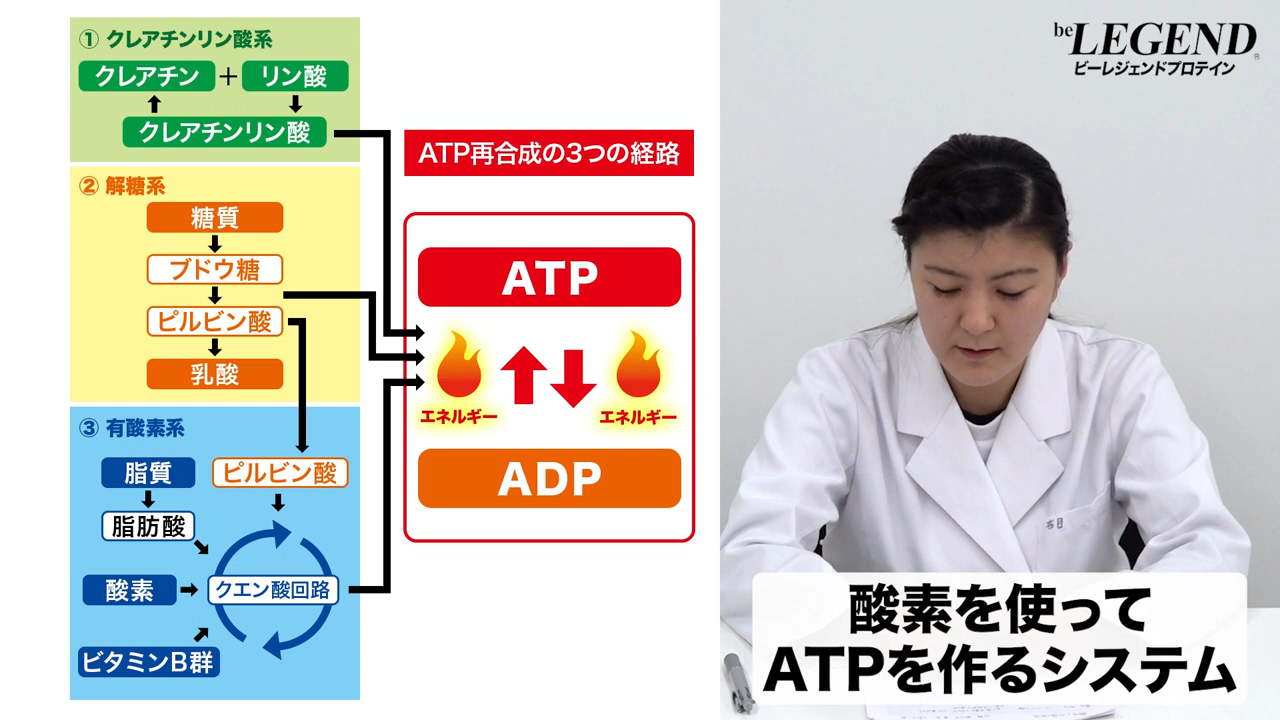 ① クレアチンリン酸系
クレアチン + リン酸
クレアチンリン酸
② 解糖系
糖質
ブドウ糖
ピルビン酸
乳酸
③ 有酸素系
脂質
ピルビン酸
脂肪酸
酸素
クエン酸回路
ビタミンB群
ATP再合成の3つの経路
ATP
エネルギー
エネルギー
ADP
beLEGEND®
ビーレジェンドプロテイン
酸素を使って
ATPを作るシステム